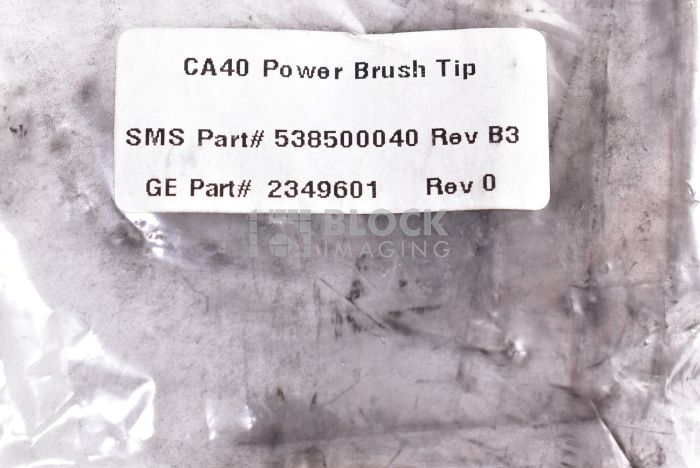 CA40 Power Brush Tip
SMS Part# 538500040 Rev B3
GE Part# 2349601 Rev 0
BLOCK
IMAGING